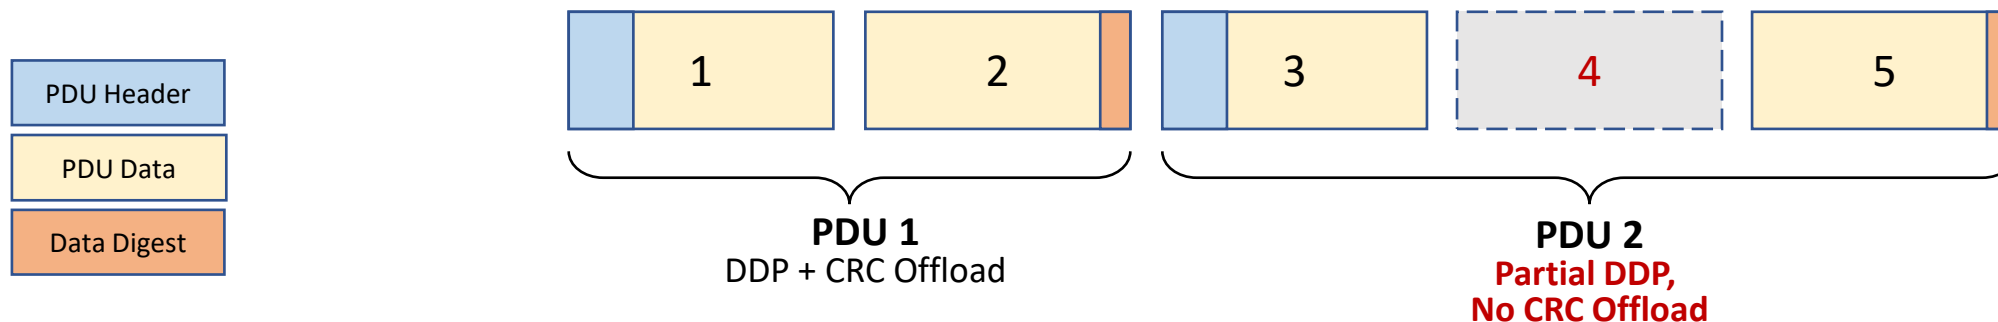 PDU Header
PDU Data
Data Digest
1
2
3
4
5
PDU 1
DDP + CRC Offload
PDU 2
Partial DDP,
No CRC Offload